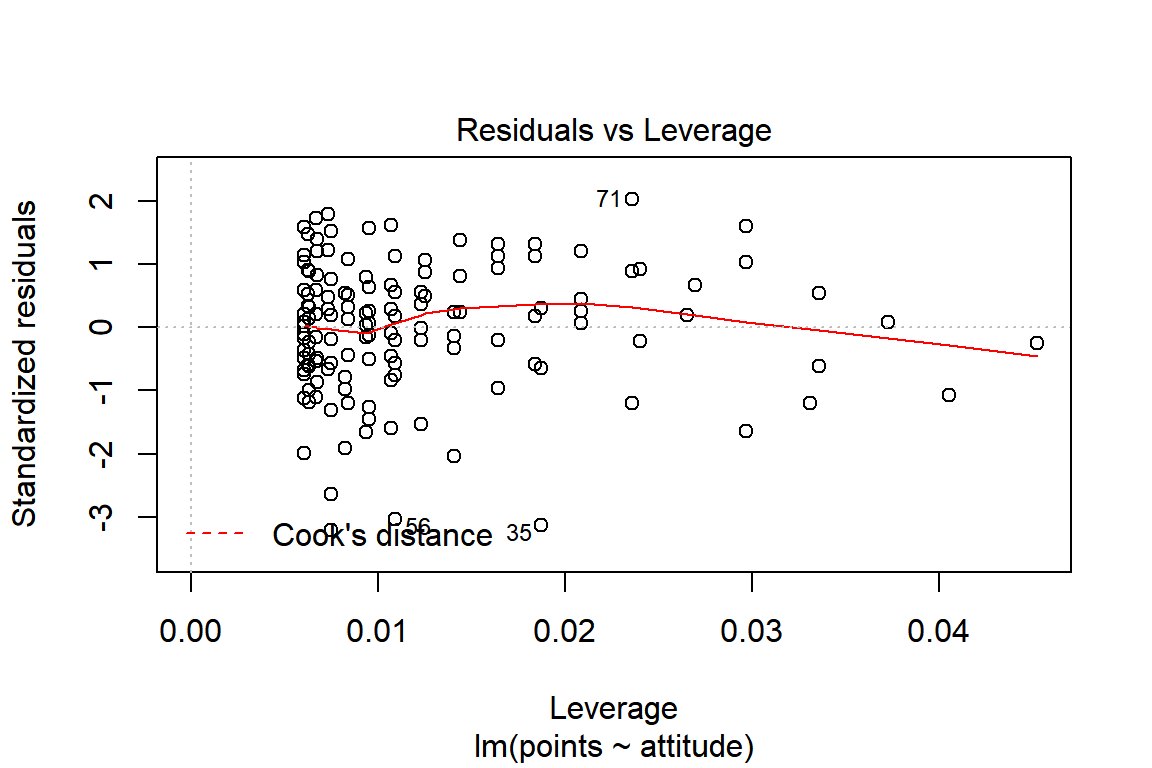 Residuals vs Leverage
Standardized residuals
2
1
0
-1
-2
-3
71
56
35
Cook's distance
0.00 0.01 0.02 0.03 0.04
Leverage
lm(points ~ attitude)